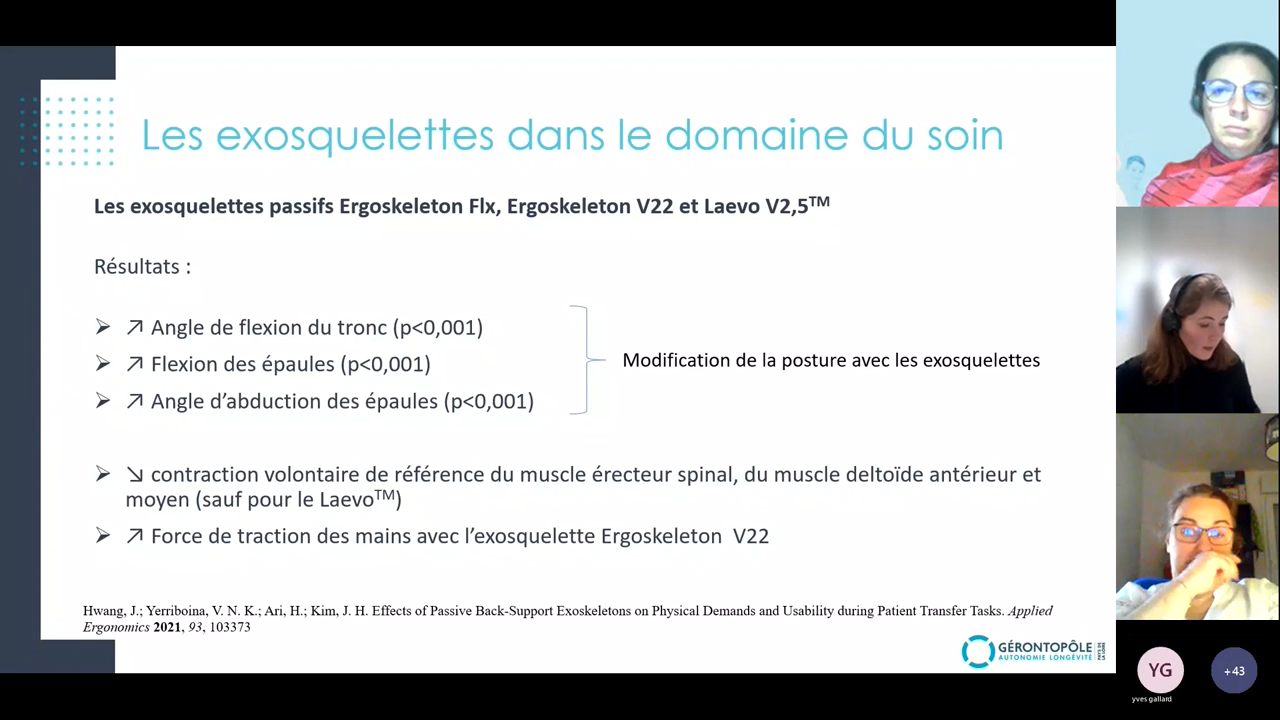 Les exosquelettes dans le domaine du soin
Les exosquelettes passifs Ergoskeleton Flx, Ergoskeleton V22 et Laevo V2,5TM
Résultats :
➢ ↗ Angle de flexion du tronc (p<0,001)
➢ ↗ Flexion des épaules (p<0,001)
➢ ↗ Angle d’abduction des épaules (p<0,001)
Modification de la posture avec les exosquelettes
➢ ↘ contraction volontaire de référence du muscle érecteur spinal, du muscle deltoïde antérieur et
moyen (sauf pour le LaevoTM)
➢ ↗ Force de traction des mains avec l’exosquelette Ergoskeleton V22
Hwang, J.; Yerriboina, V. N. K.; Ari, H.; Kim, J. H. Effects of Passive Back-Support Exoskeletons on Physical Demands and Usability during Patient Transfer Tasks. Applied
Ergonomics 2021, 93, 103373
GÉRONTOPÔLE
AUTONOMIE LONGÉVITÉ
PAYS DE
LA LOIRE
YG
+43
yves gallard